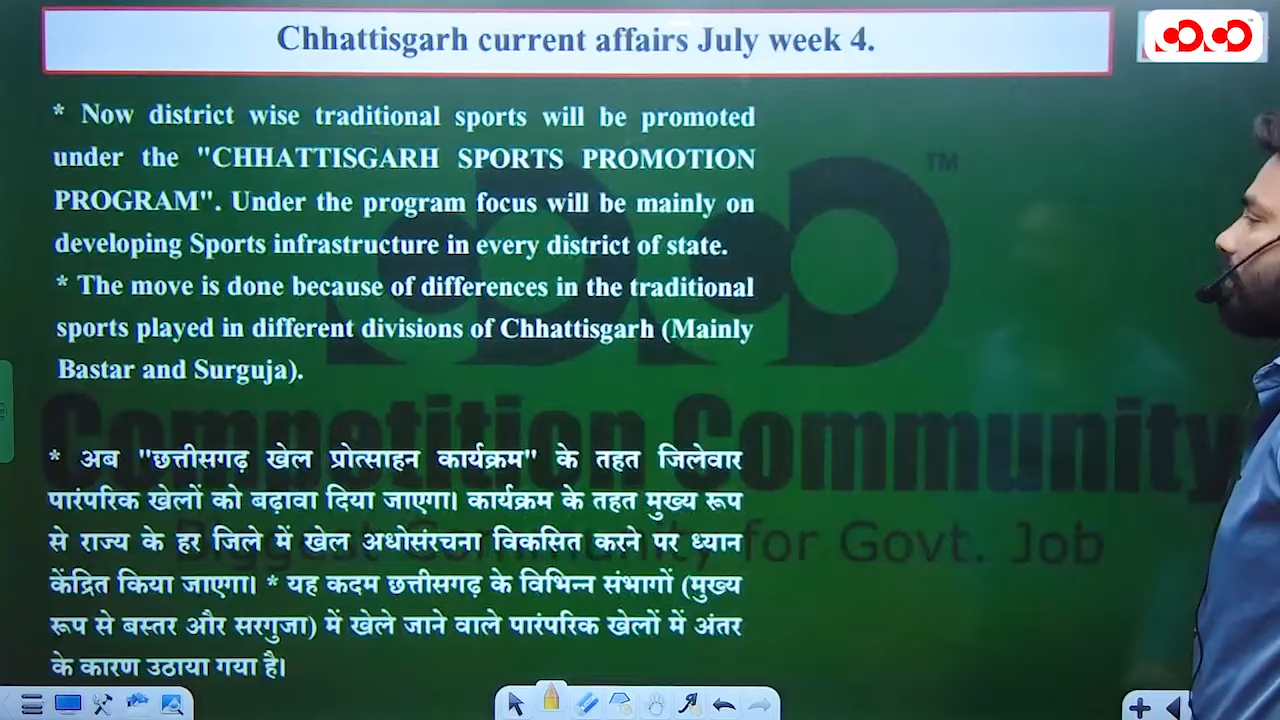 Chhattisgarh current affairs July week 4.
* Now district wise traditional sports will be promoted
under the "CHHATTISGARH SPORTS PROMOTION
PROGRAM". Under the program focus will be mainly on
developing Sports infrastructure in every district of state.
* The move is done because of differences in the traditional
sports played in different divisions of Chhattisgarh (Mainly
Bastar and Surguja).
* अब "छत्तीसगढ़ खेल प्रोत्साहन कार्यक्रम" के तहत जिलेवार
पारंपरिक खेलों को बढ़ावा दिया जाएगा। कार्यक्रम के तहत मुख्य रूप
से राज्य के हर जिले में खेल अधोसंरचना विकसित करने पर ध्यान
केंद्रित किया जाएगा। * यह कदम छत्तीसगढ़ के विभिन्न संभागों (मुख्य
रूप से बस्तर और सरगुजा) में खेले जाने वाले पारंपरिक खेलों में अंतर
के कारण उठाया गया है।
TM
Competition Community
Biggest Community for Govt. Job